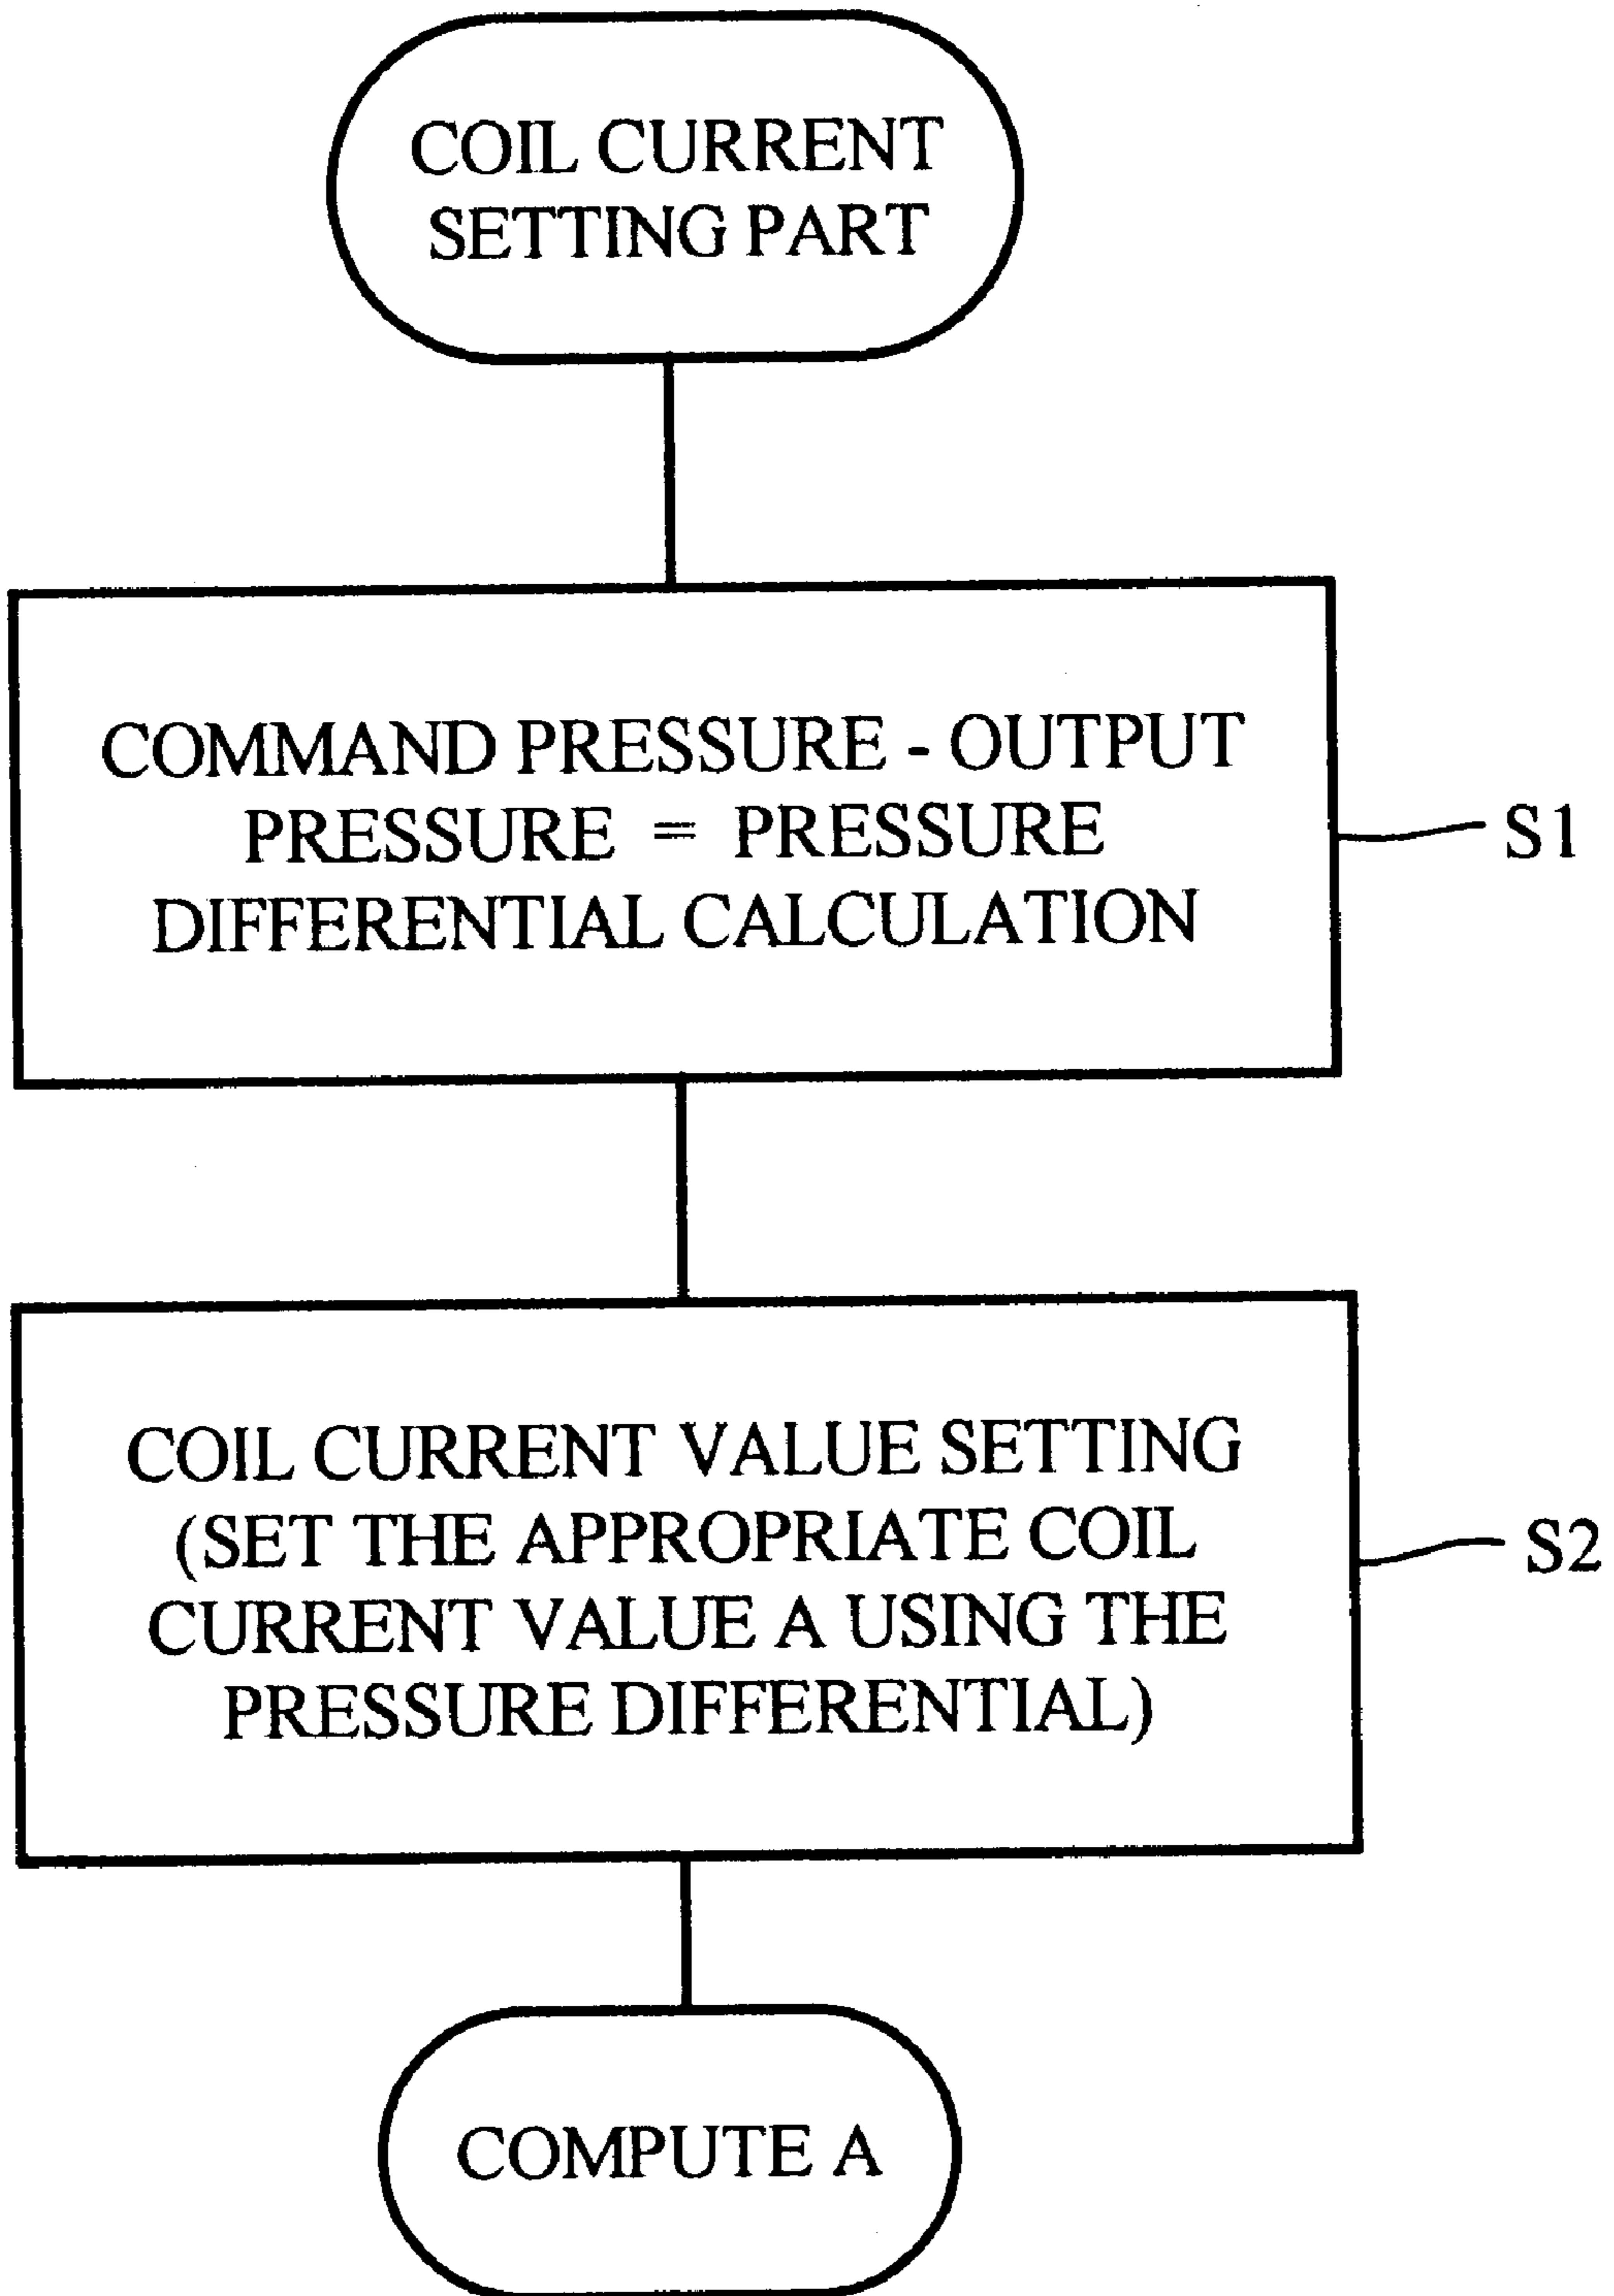 COIL CURRENT
SETTING PART
COMMAND PRESSURE - OUTPUT
PRESSURE = PRESSURE
DIFFERENTIAL CALCULATION
S1
COIL CURRENT VALUE SETTING
(SET THE APPROPRIATE COIL
CURRENT VALUE A USING THE
PRESSURE DIFFERENTIAL)
S2
COMPUTE A